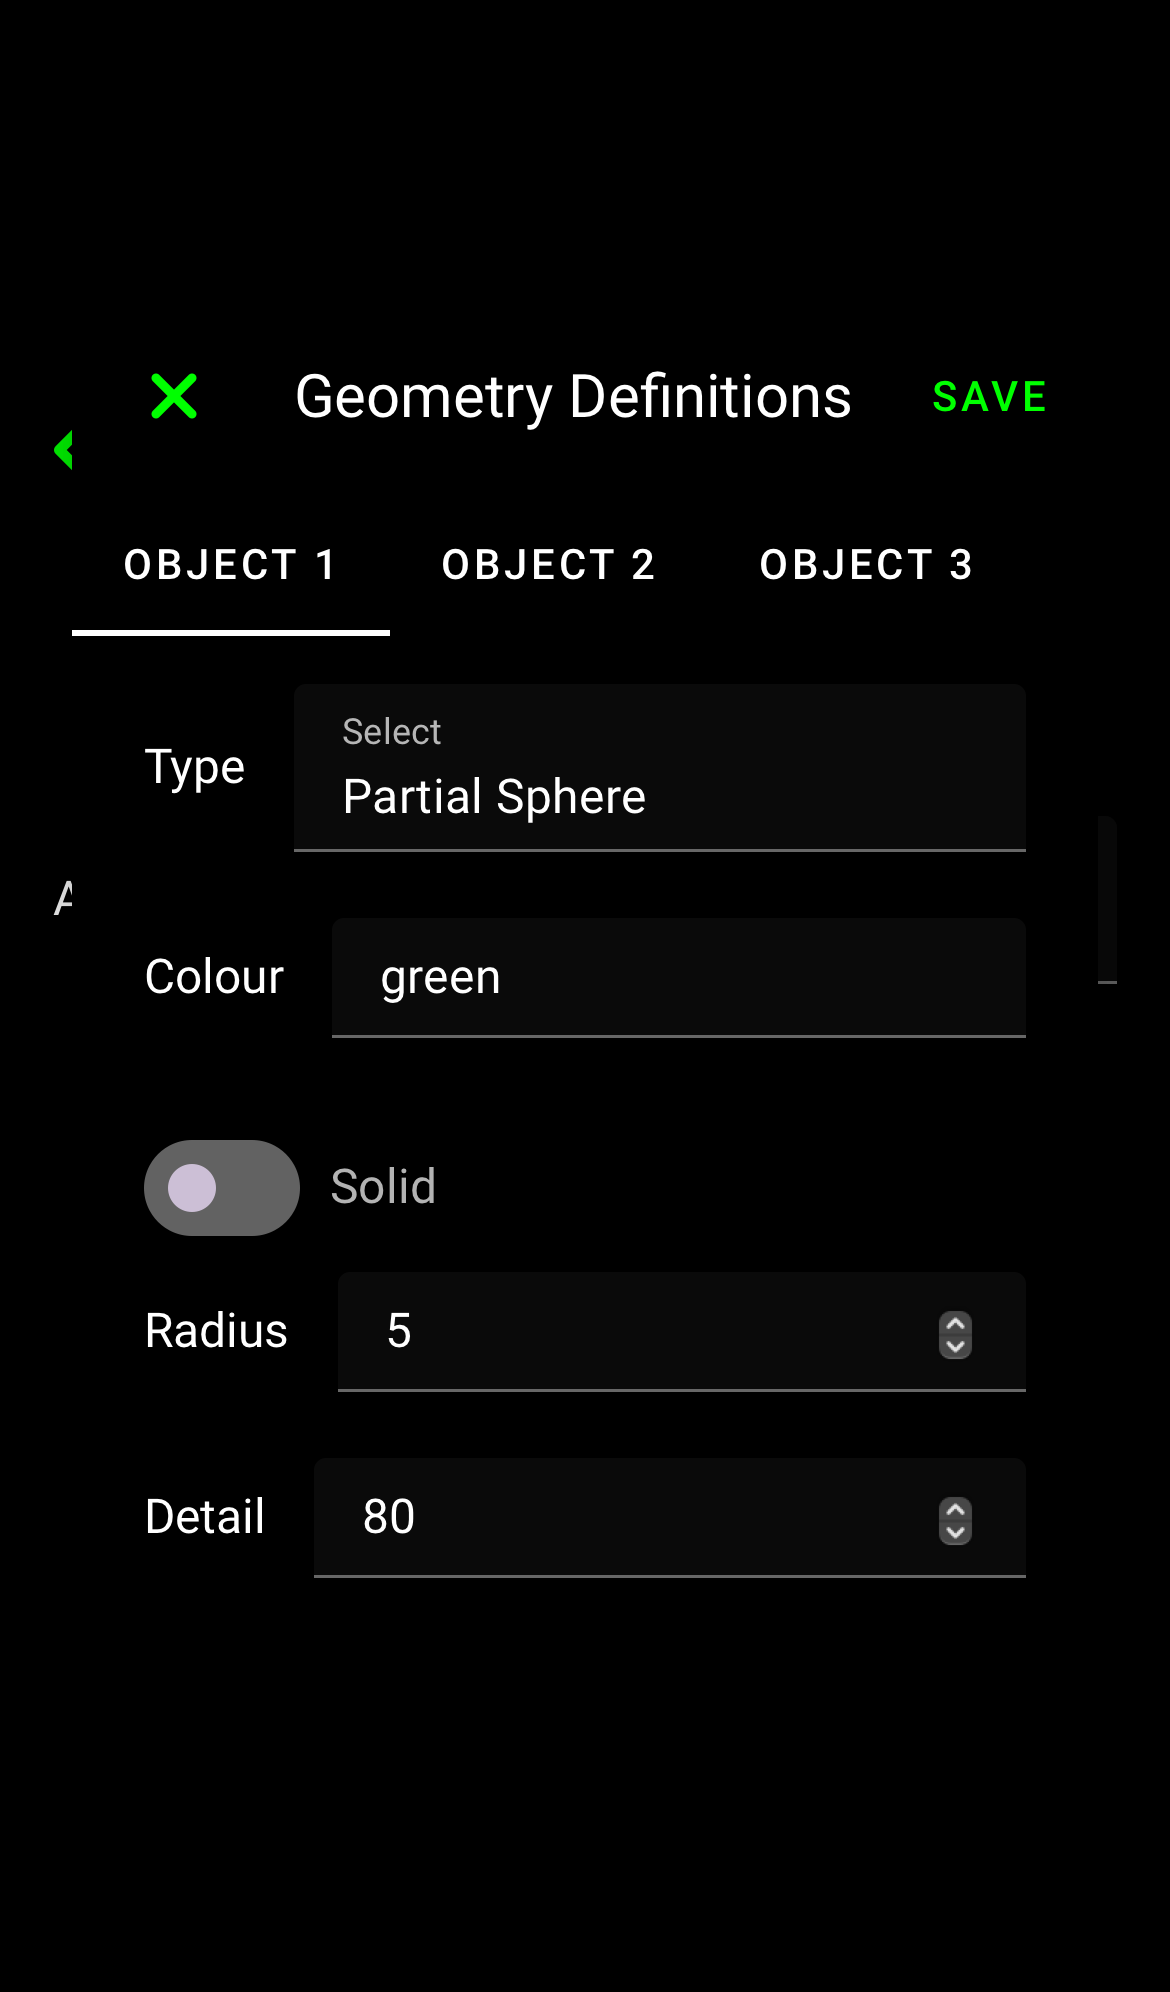 Geometry Definitions SAVE
OBJECT 1 OBJECT 2 OBJECT 3
Select
Type Partial Sphere
A
Colour green
Solid
Radius 5
Detail 80